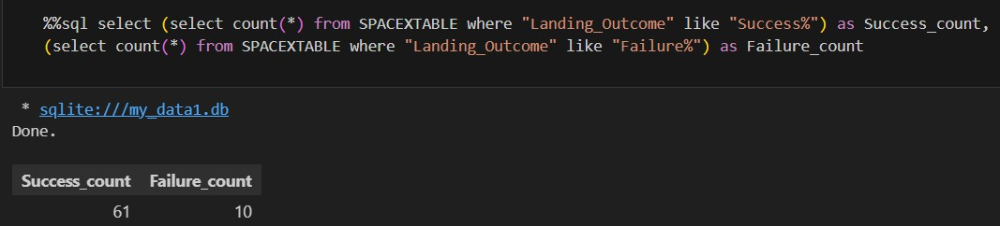 %%sql select (select count(*) from SPACEXTABLE where "Landing_Outcome" like "Success%") as Success_count,
(select count(*) from SPACEXTABLE where "Landing_Outcome" like "Failure%") as Failure_count
* sqlite:///my_data1.db
Done.
Success_count Failure_count
61 10